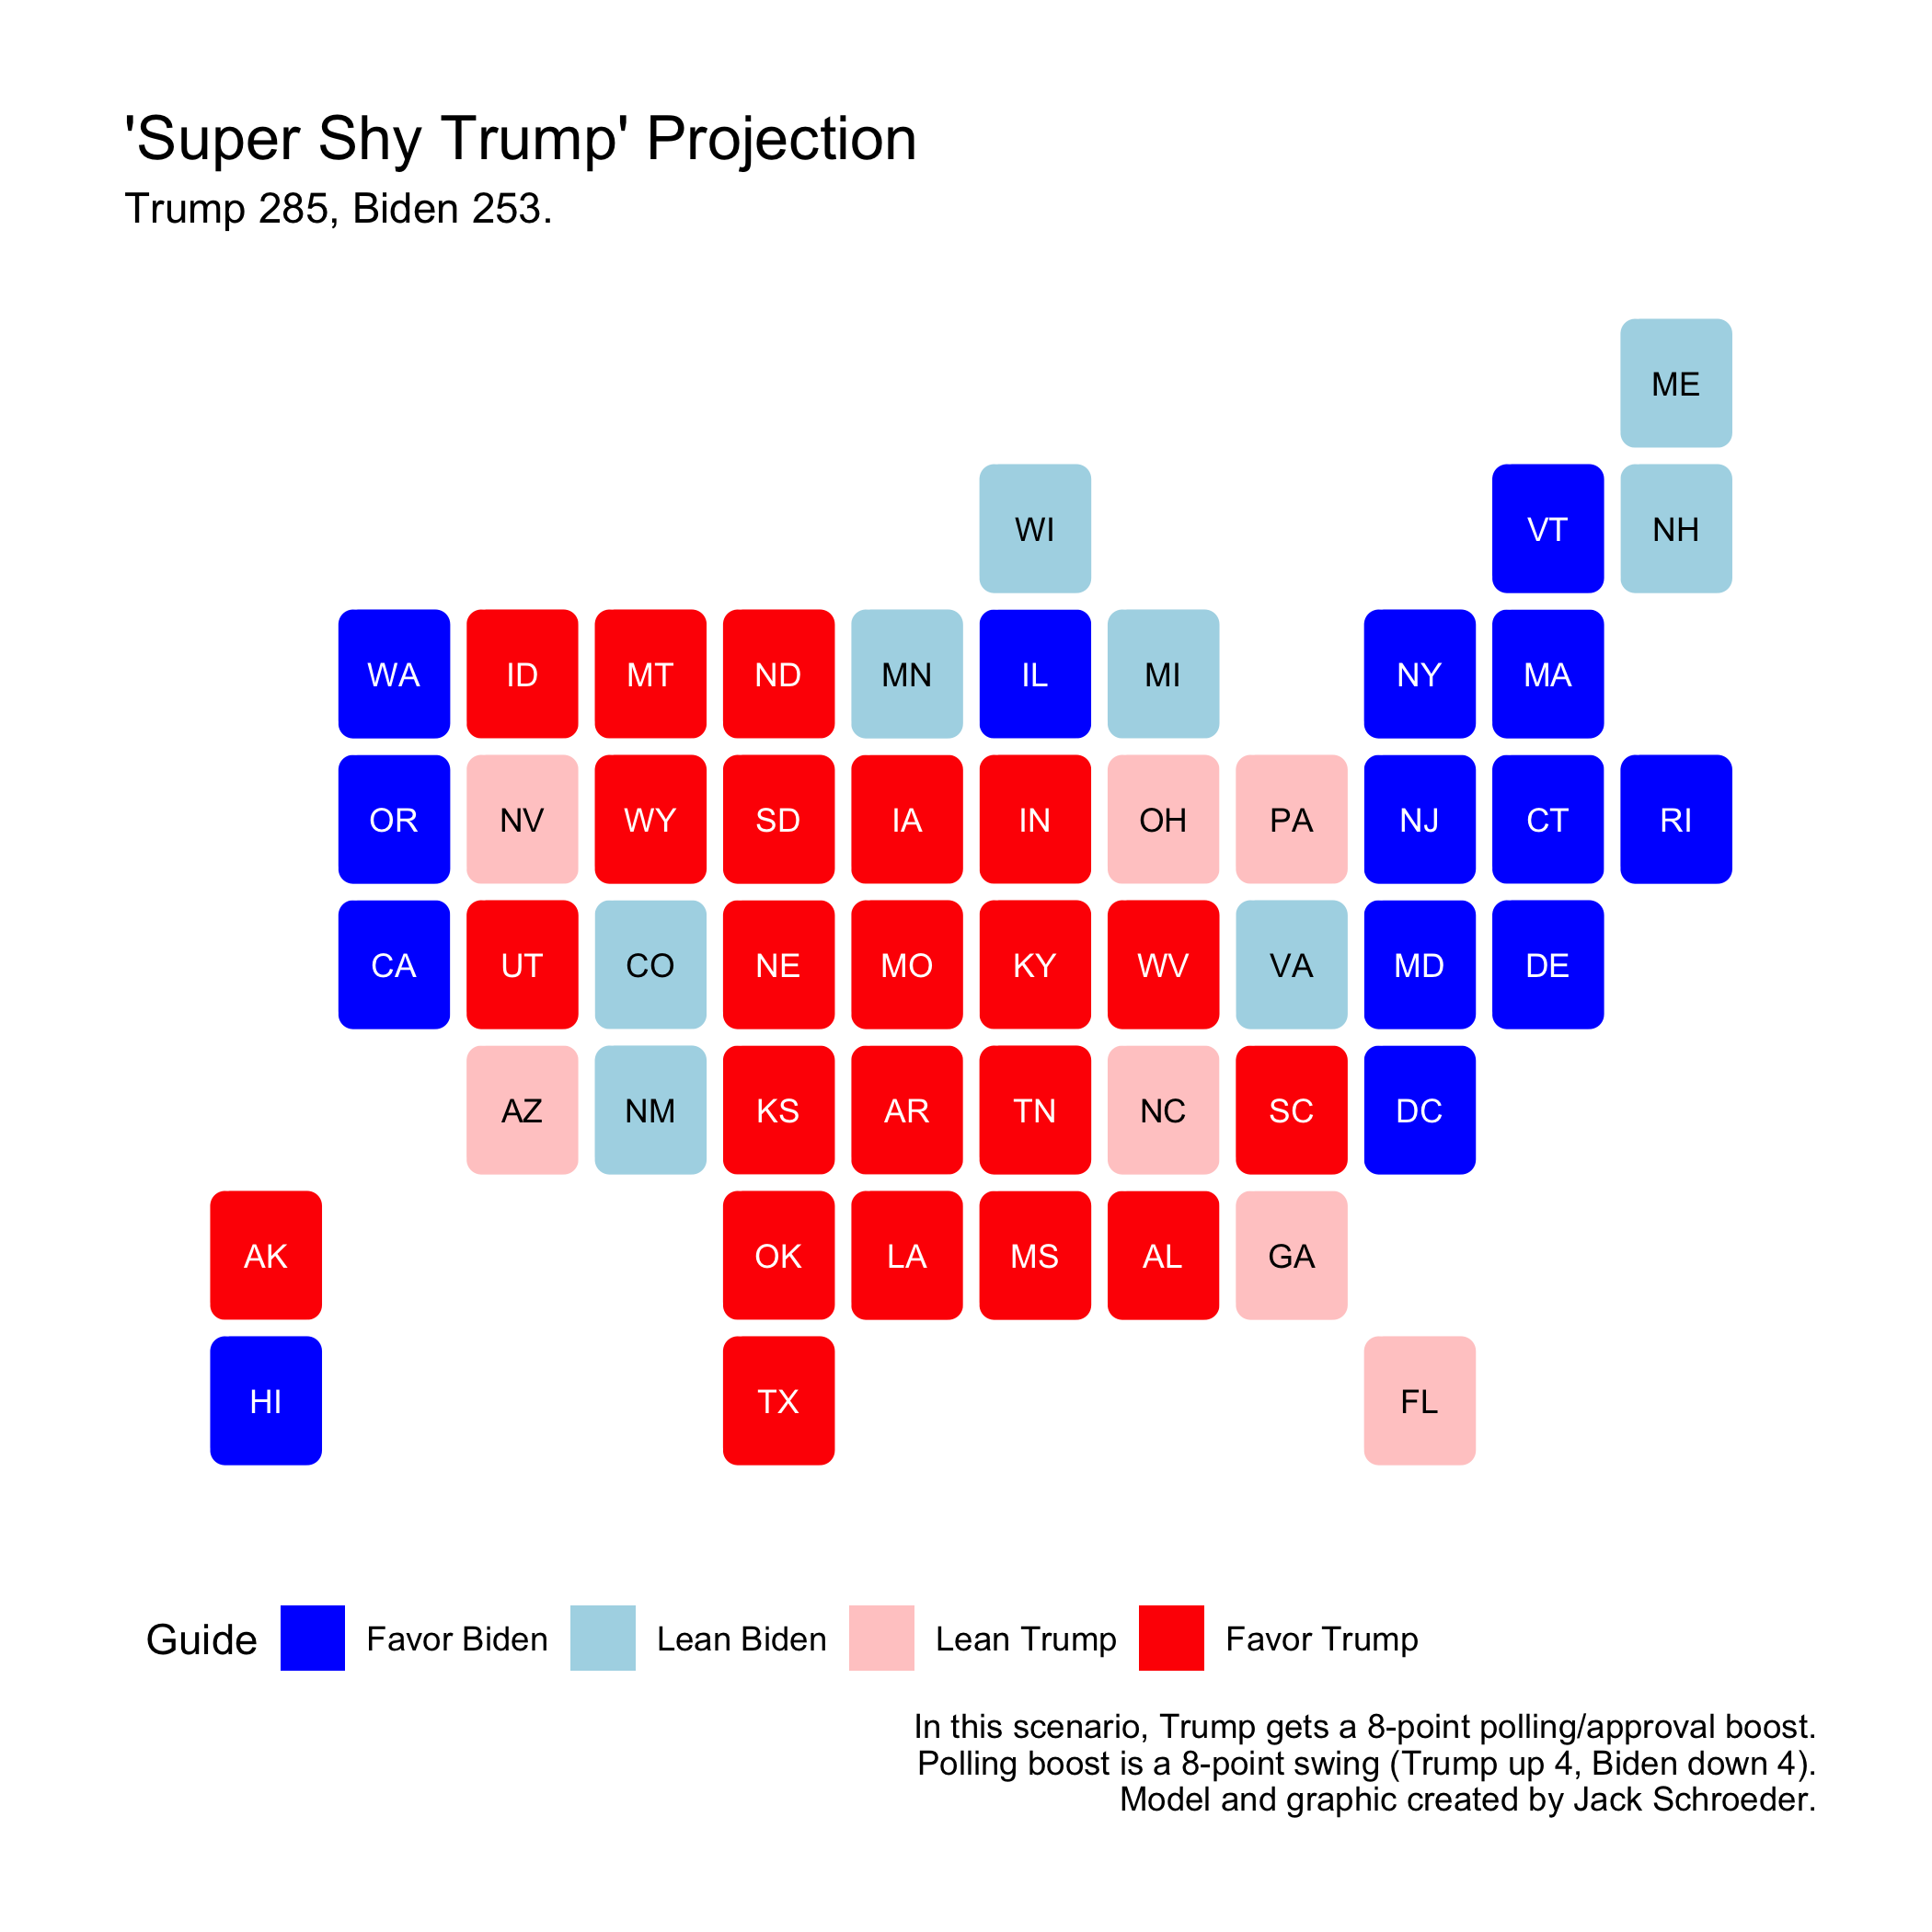 'Super Shy Trump' Projection
Trump 285, Biden 253.
ME
WI VT NH
WA ID MT ND MN IL MI NY MA
OR NV WY SD IA IN OH PA NJ CT RI
CA UT CO NE MO KY WV VA MD DE
AZ NM KS AR TN NC SC DC
AK OK LA MS AL GA
HI TX FL
Guide Favor Biden Lean Biden Lean Trump Favor Trump
In this scenario, Trump gets a 8-point polling/approval boost.
Polling boost is a 8-point swing (Trump up 4, Biden down 4).
Model and graphic created by Jack Schroeder.